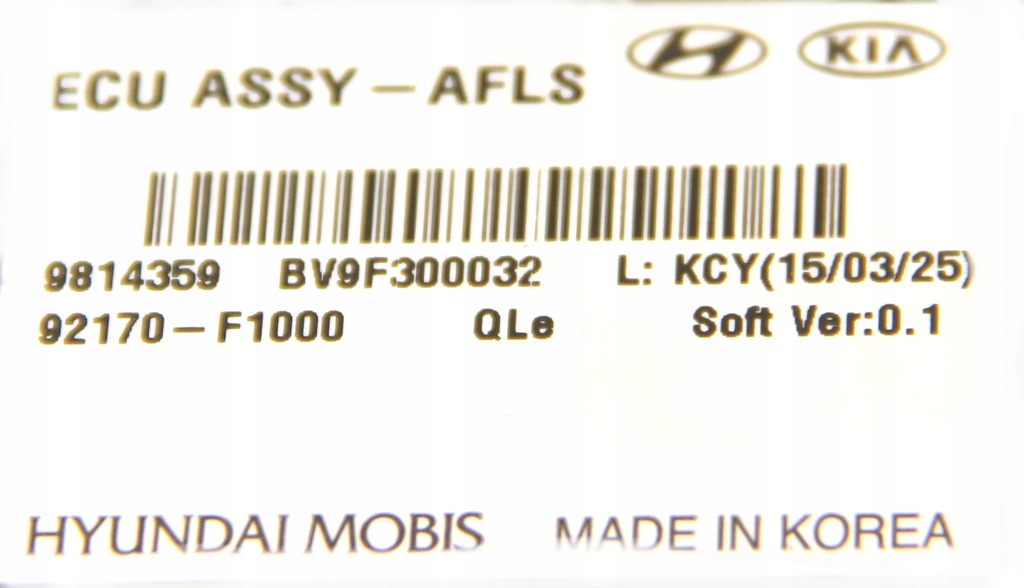 ECU ASSY - AFLS
KIA
9814359 BV9F300032 L: KCY(15/03/25)
92170-F1000 QLe Soft Ver:0.1
HYUNDAI MOBIS MADE IN KOREA